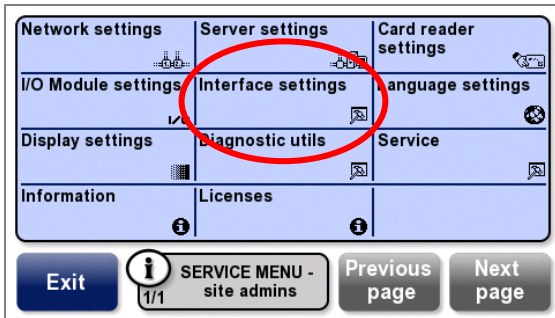 Network settings
Server settings
Card reader
settings
I/O Module settings
Interface settings
Language settings
Display settings
Diagnostic utils
Service
Information
Licenses
Exit
1/1
SERVICE MENU -
site admins
Previous
page
Next
page